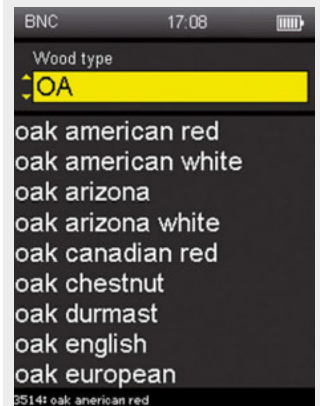 BNC 17:08
Wood type
OA
oak american red
oak american white
oak arizona
oak arizona white
oak canadian red
oak chestnut
oak durmast
oak english
oak european
3514: oak american red